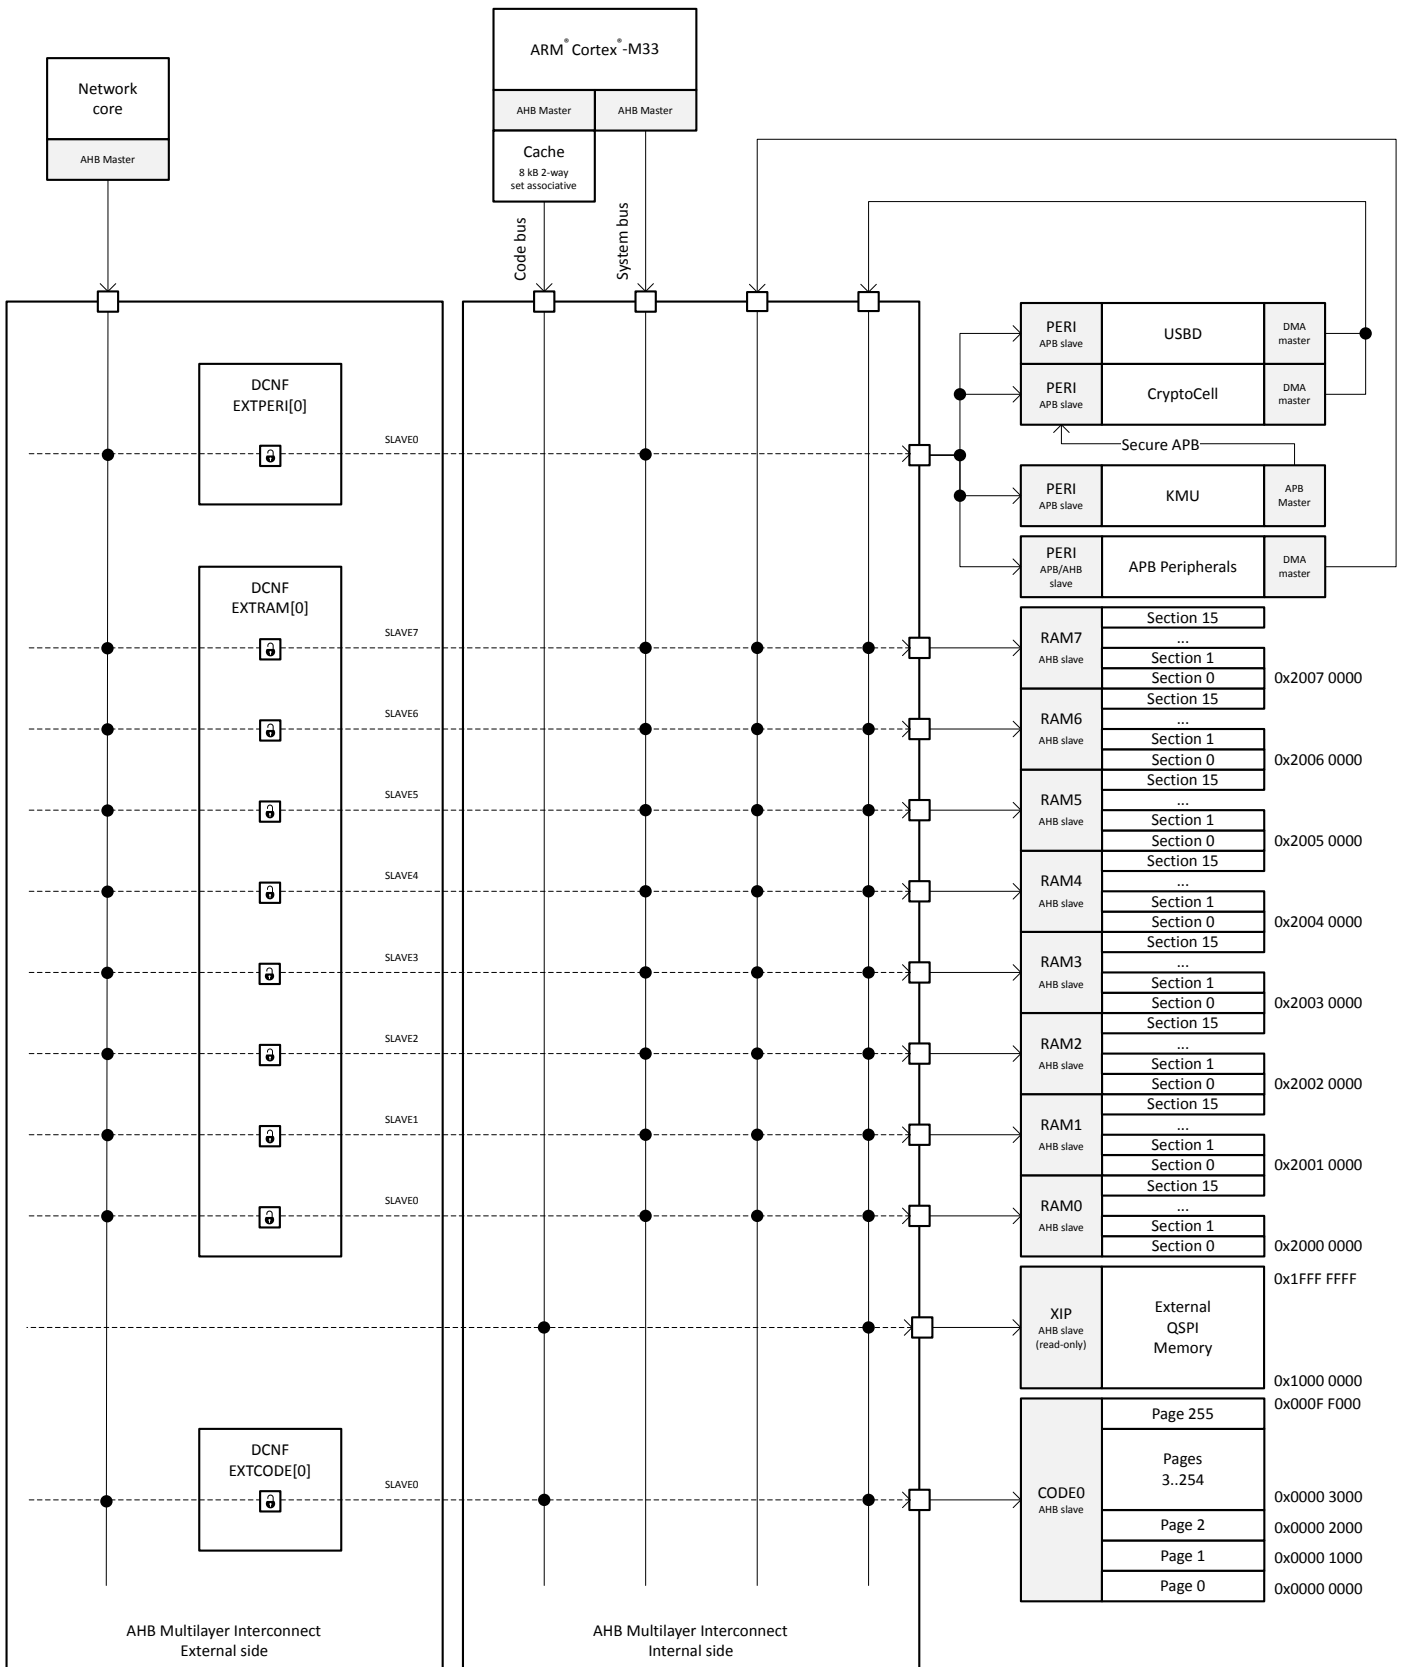 ARM® Cortex®-M33
AHB Master
AHB Master
Cache
8 kB 2-way
set associative
Network
core
AHB Master
Code bus
System bus
DCNF
EXTPERI[0]
SLAVE0
PERI
APB slave
USBD
DMA
master
PERI
APB slave
CryptoCell
DMA
master
Secure APB
PERI
APB slave
KMU
APB
Master
PERI
APB/AHB
slave
APB Peripherals
DMA
master
DCNF
EXTRAM[0]
SLAVE7
RAM7
AHB slave
Section 15
...
Section 1
Section 0
0x2007 0000
SLAVE6
RAM6
AHB slave
Section 15
...
Section 1
Section 0
0x2006 0000
SLAVE5
RAM5
AHB slave
Section 15
...
Section 1
Section 0
0x2005 0000
SLAVE4
RAM4
AHB slave
Section 15
...
Section 1
Section 0
0x2004 0000
SLAVE3
RAM3
AHB slave
Section 15
...
Section 1
Section 0
0x2003 0000
SLAVE2
RAM2
AHB slave
Section 15
...
Section 1
Section 0
0x2002 0000
SLAVE1
RAM1
AHB slave
Section 15
...
Section 1
Section 0
0x2001 0000
SLAVE0
RAM0
AHB slave
Section 15
...
Section 1
Section 0
0x2000 0000
XIP
AHB slave
(read-only)
External
QSPI
Memory
0x1FFF FFFF
0x1000 0000
DCNF
EXTCODE[0]
SLAVE0
CODE0
AHB slave
Page 255
0x000F F000
Pages
3..254
0x0000 3000
Page 2
0x0000 2000
Page 1
0x0000 1000
Page 0
0x0000 0000
AHB Multilayer Interconnect
External side
AHB Multilayer Interconnect
Internal side